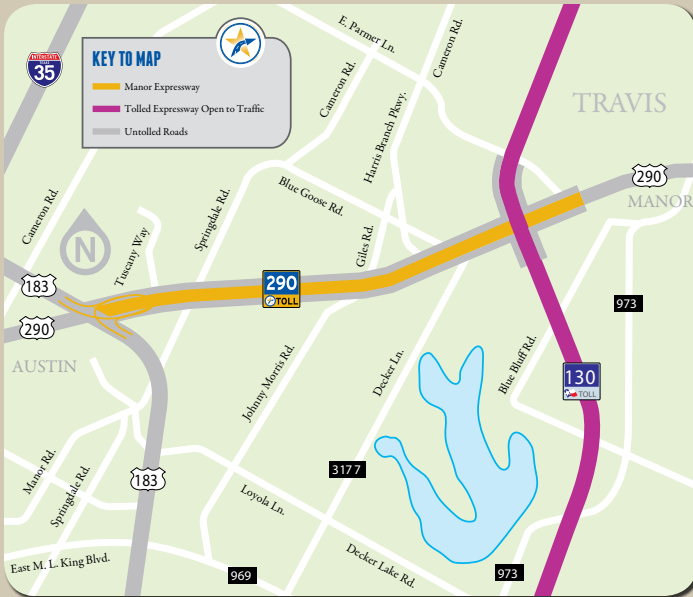 E. Parmer Ln.
Cameron Rd.
INTERSTATE
TEXAS
35
KEY TO MAP
Manor Expressway
Tolled Expressway Open to Traffic
Untolled Roads
Cameron Rd.
Harris Branch Pkwy.
TRAVIS
290
MANOR
Blue Goose Rd.
Springdale Rd.
Cameron Rd.
N
Tuscany Way
Giles Rd.
183
290
TOLL
290
973
AUSTIN
Johnny Morris Rd.
Decker Ln.
Blue Bluff Rd.
130
TOLL
Manor Rd.
Springdale Rd.
183
3177
Loyola Ln.
East M. L. King Blvd.
969
Decker Lake Rd.
973